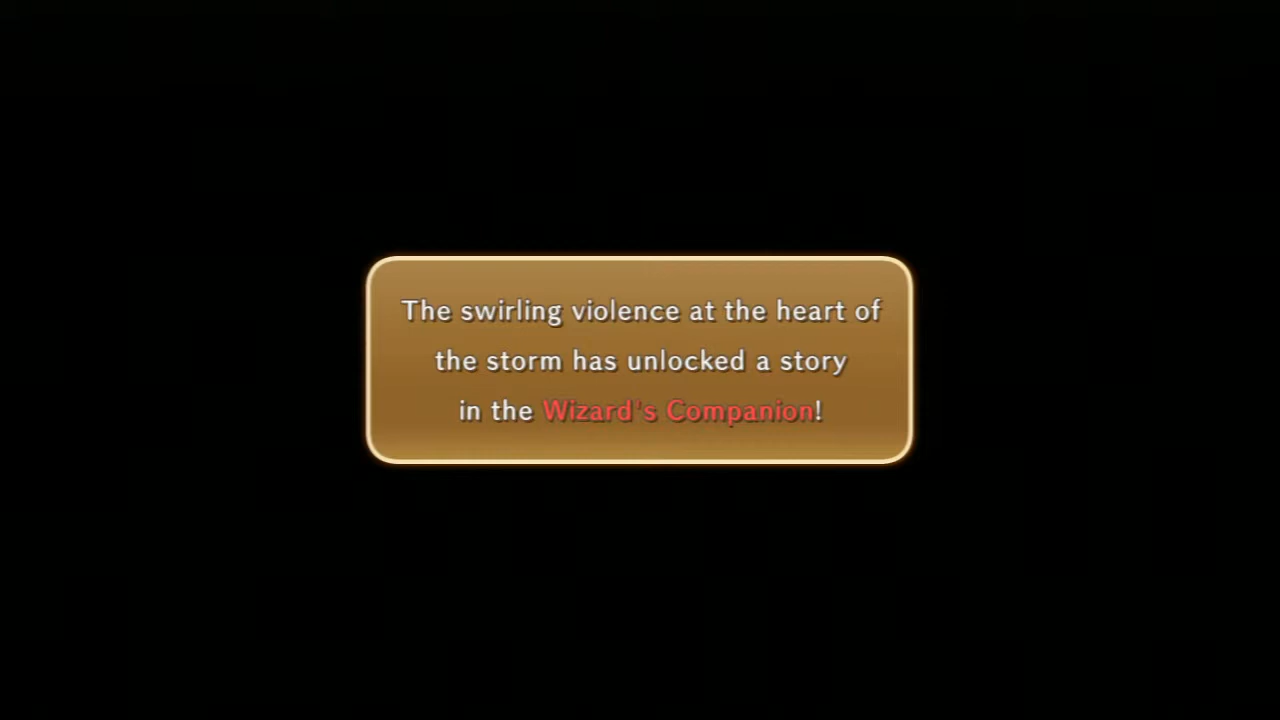 The swirling violence at the heart of
the storm has unlocked a story
in the Wizard's Companion!